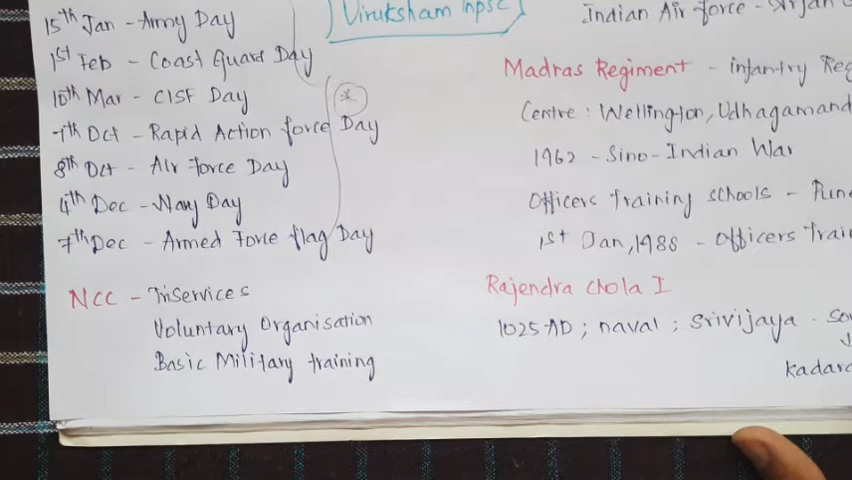 15th Jan - Army Day
1st Feb - Coast Guard Day
10th Mar - CISF Day
7th Oct - Rapid Action force Day
8th Oct - Air Force Day
4th Dec - Navy Day
7th Dec - Armed Force flag Day
NCC - TriServices
Voluntary Organisation
Basic Military training
Viruksham tnpsc
Indian Air force -
Madras Regiment - infantry Reg
Centre : Wellington, Udhagamand
1962 - Sino-Indian War
Officers training schools - Pune
1st Jan, 1988 - Officers Trai
Rajendra Chola I
1025-AD ; naval ; Srivijaya -
kadara